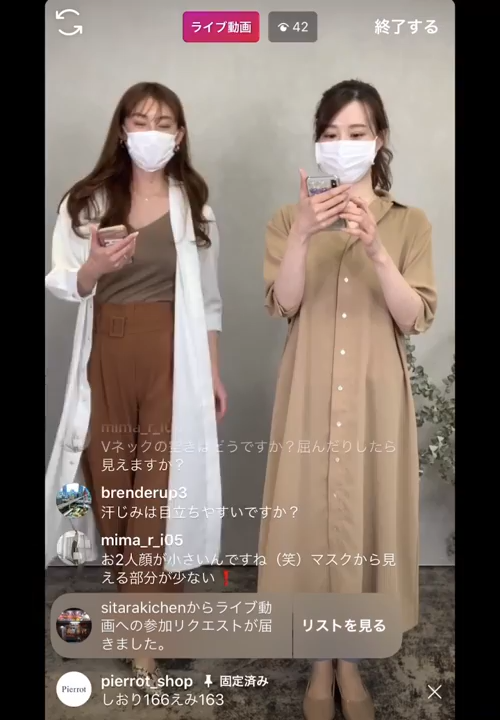 ライブ動画
42
終了する
mima_r_i0
Vネックの空きはどうですか？屈んだりしたら
見えますか？
brenderup3
汗じみは目立ちやすいですか？
mima_r_i05
お2人顔が小さいんですね（笑）マスクから見
える部分が少ない❗
sitarakichenからライブ動
画への参加リクエストが届
きました。
リストを見る
Pierrot
pierrot_shop 固定済み
しおり166えみ163